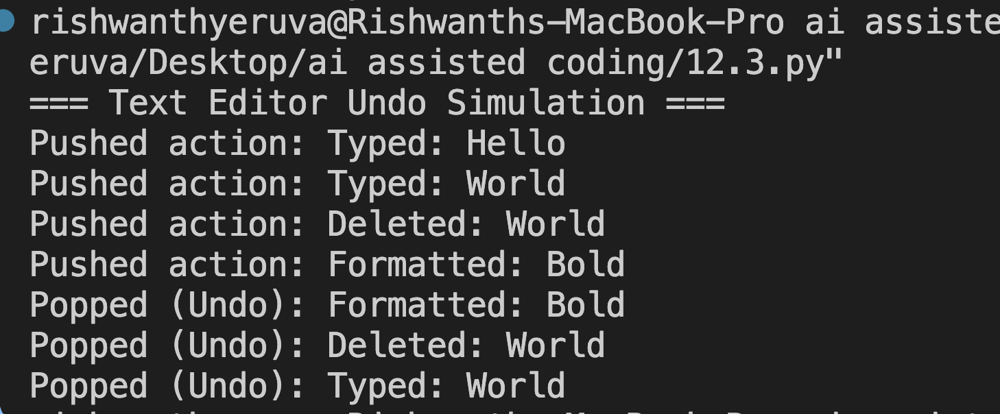 rishwanthyeruva@Rishwanths-MacBook-Pro ai assiste
eruva/Desktop/ai assisted coding/12.3.py"
=== Text Editor Undo Simulation ===
Pushed action: Typed: Hello
Pushed action: Typed: World
Pushed action: Deleted: World
Pushed action: Formatted: Bold
Popped (Undo): Formatted: Bold
Popped (Undo): Deleted: World
Popped (Undo): Typed: World